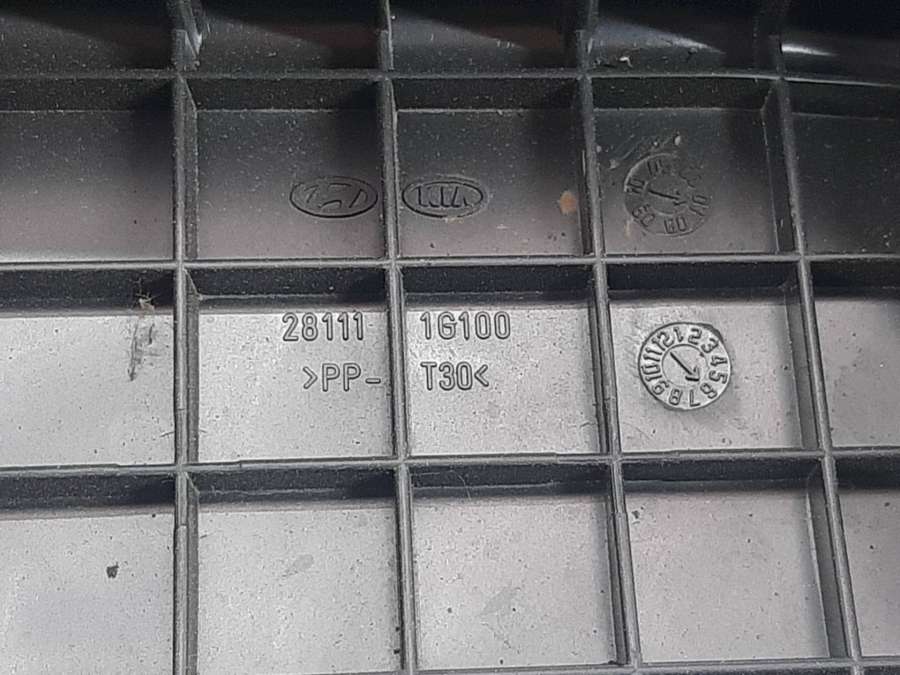 KIA
28111 1G100
>PP- T30<
12 1 2 3 4 5 6 7 8 9 10 11